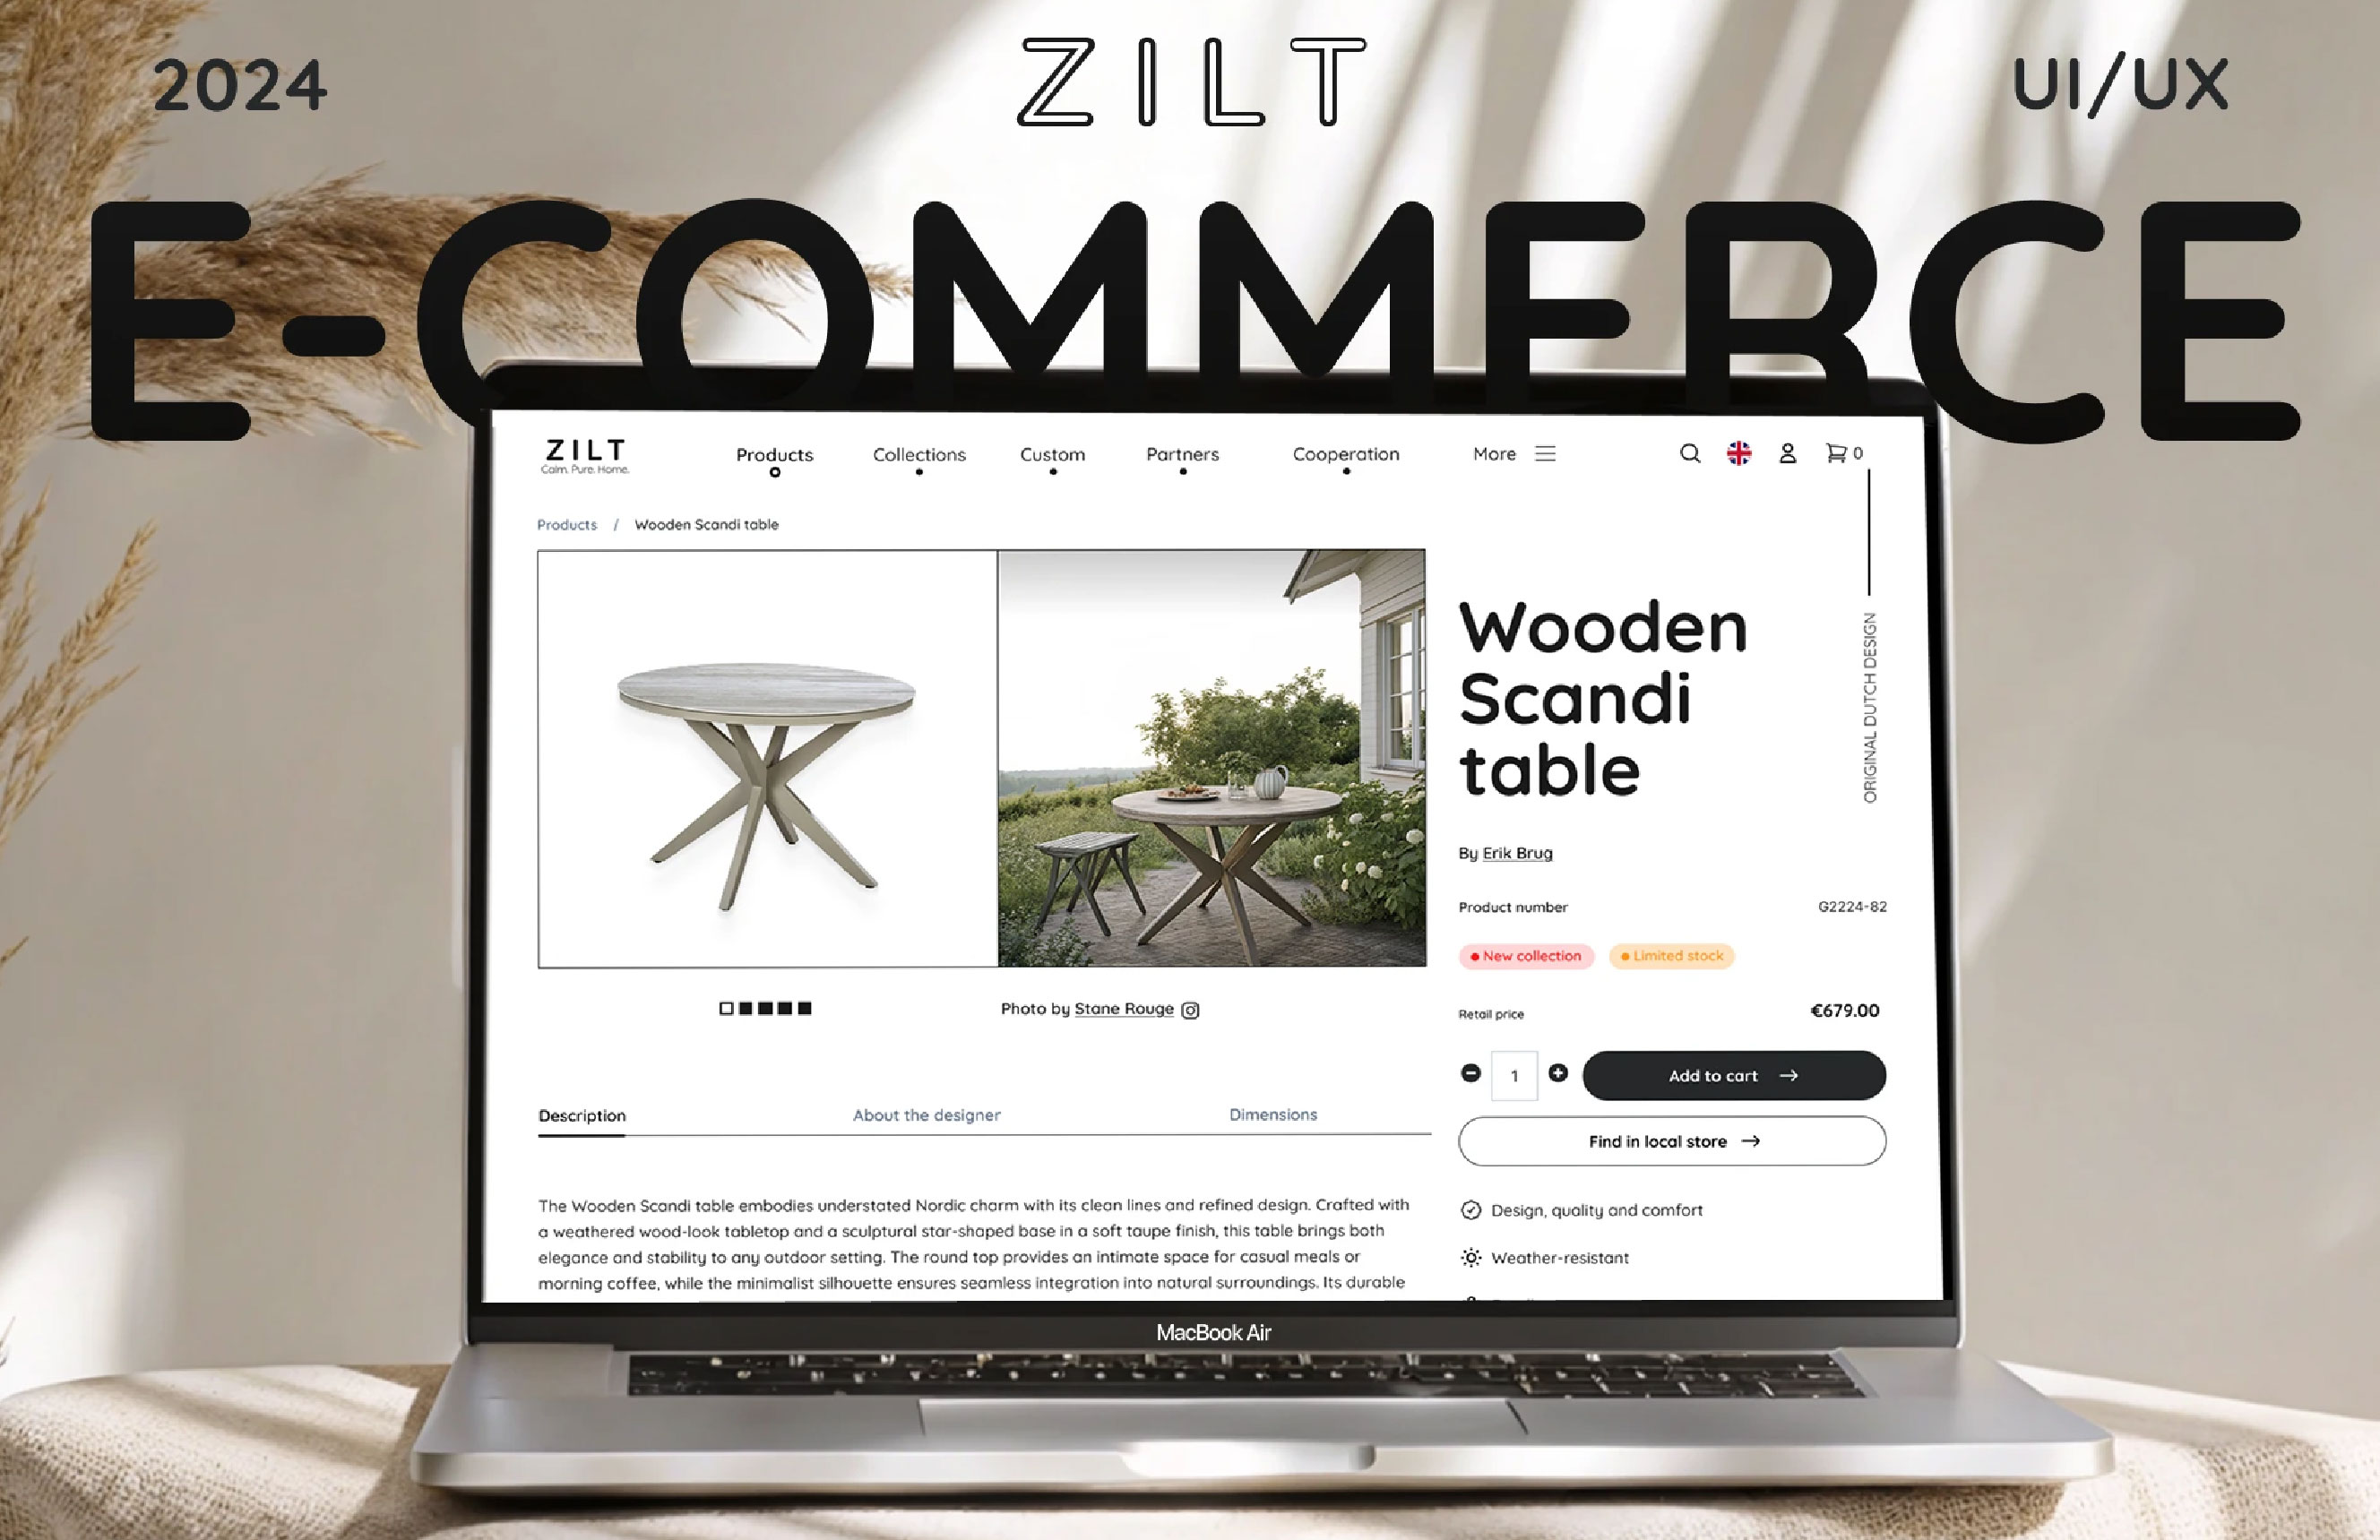 2024
ZILT
UI/UX
E-COMMERCE
ZILT
Calm. Pure. Home.
Products
Collections
Custom
Partners
Cooperation
More
0
Products / Wooden Scandi table
ORIGINAL DUTCH DESIGN
Wooden
Scandi
table
By Erik Brug
Product number G2224-82
New collection
Limited stock
Photo by Stane Rouge
Retail price €679.00
1
Add to cart →
Find in local store →
Description
About the designer
Dimensions
The Wooden Scandi table embodies understated Nordic charm with its clean lines and refined design. Crafted with
a weathered wood-look tabletop and a sculptural star-shaped base in a soft taupe finish, this table brings both
elegance and stability to any outdoor setting. The round top provides an intimate space for casual meals or
morning coffee, while the minimalist silhouette ensures seamless integration into natural surroundings. Its durable
Design, quality and comfort
Weather-resistant
MacBook Air